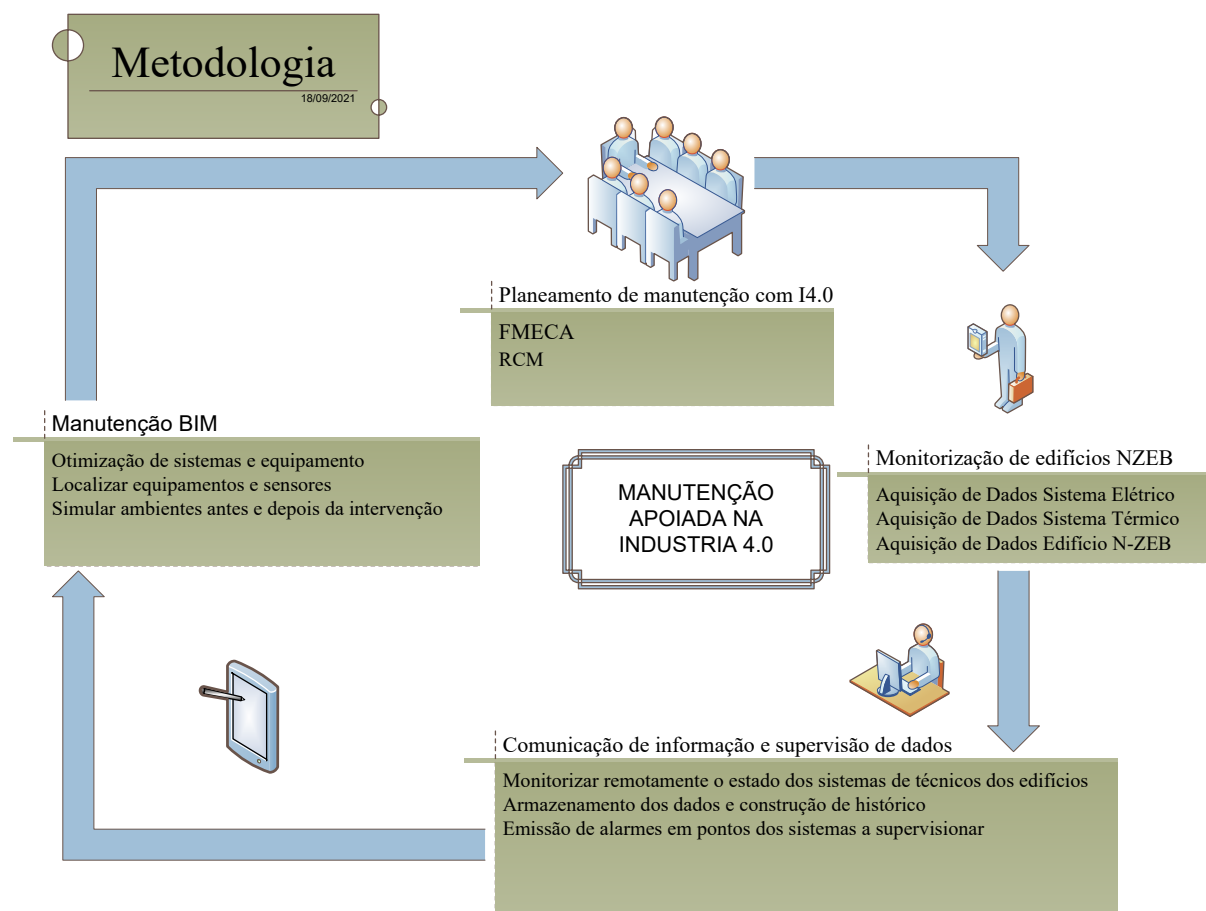 Metodologia
18/09/2021
Planeamento de manutenção com I4.0
FMECA
RCM
Manutenção BIM
Otimização de sistemas e equipamento
Localizar equipamentos e sensores
Simular ambientes antes e depois da intervenção
MANUTENÇÃO
APOIADA NA
INDUSTRIA 4.0
Monitorização de edifícios NZEB
Aquisição de Dados Sistema Elétrico
Aquisição de Dados Sistema Térmico
Aquisição de Dados Edifício N-ZEB
Comunicação de informação e supervisão de dados
Monitorizar remotamente o estado dos sistemas de técnicos dos edifícios
Armazenamento dos dados e construção de histórico
Emissão de alarmes em pontos dos sistemas a supervisionar